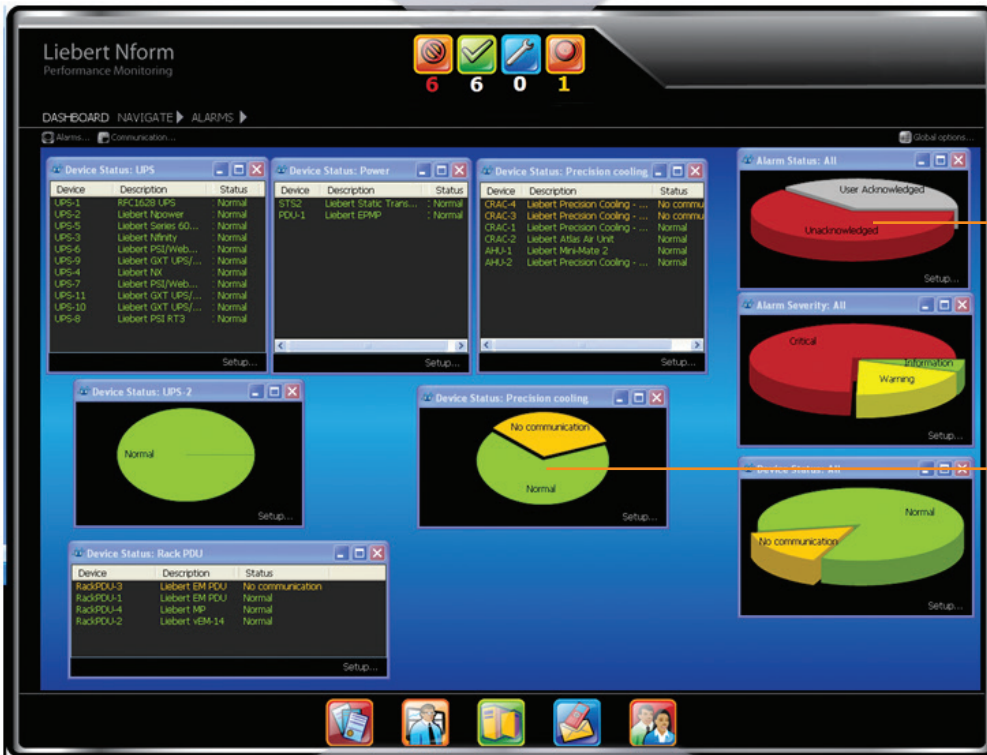 Liebert Nform
Performance Monitoring
6 6 0 1
DASHBOARD NAVIGATE ALARMS
Alarms... Communication... Global options...
Device Status: UPS
Device Description Status
UPS-1 RFC1628 UPS : Normal
UPS-2 Liebert Npower : Normal
UPS-5 Liebert Series 60... : Normal
UPS-3 Liebert Nfinity : Normal
UPS-6 Liebert PSI/Web... : Normal
UPS-9 Liebert GXT UPS/... : Normal
UPS-4 Liebert NX : Normal
UPS-7 Liebert PSI/Web... : Normal
UPS-11 Liebert GXT UPS/... : Normal
UPS-10 Liebert GXT UPS/... : Normal
UPS-8 Liebert PSI RT3 : Normal
Setup...
Device Status: Power
Device Description Status
STS2 Liebert Static Trans... : Normal
PDU-1 Liebert EPMP : Normal
Setup...
Device Status: Precision cooling
Device Description Status
CRAC-4 Liebert Precision Cooling - ... No commu
CRAC-3 Liebert Precision Cooling - ... No commu
CRAC-1 Liebert Precision Cooling - ... Normal
CRAC-2 Liebert Atlas Air Unit Normal
AHU-1 Liebert Mini-Mate 2 Normal
AHU-2 Liebert Precision Cooling - ... Normal
Setup...
Alarm Status: All
User Acknowledged
Unacknowledged
Setup...
Alarm Severity: All
Critical
Information
Warning
Setup...
Device Status: UPS-2
Normal
Setup...
Device Status: Precision cooling
No communication
Normal
Setup...
Device Status: All
Normal
No communication
Setup...
Device Status: Rack PDU
Device Description Status
RackPDU-3 Liebert EM PDU No communication
RackPDU-1 Liebert EM PDU Normal
RackPDU-4 Liebert MP Normal
RackPDU-2 Liebert vEM-14 Normal
Setup...